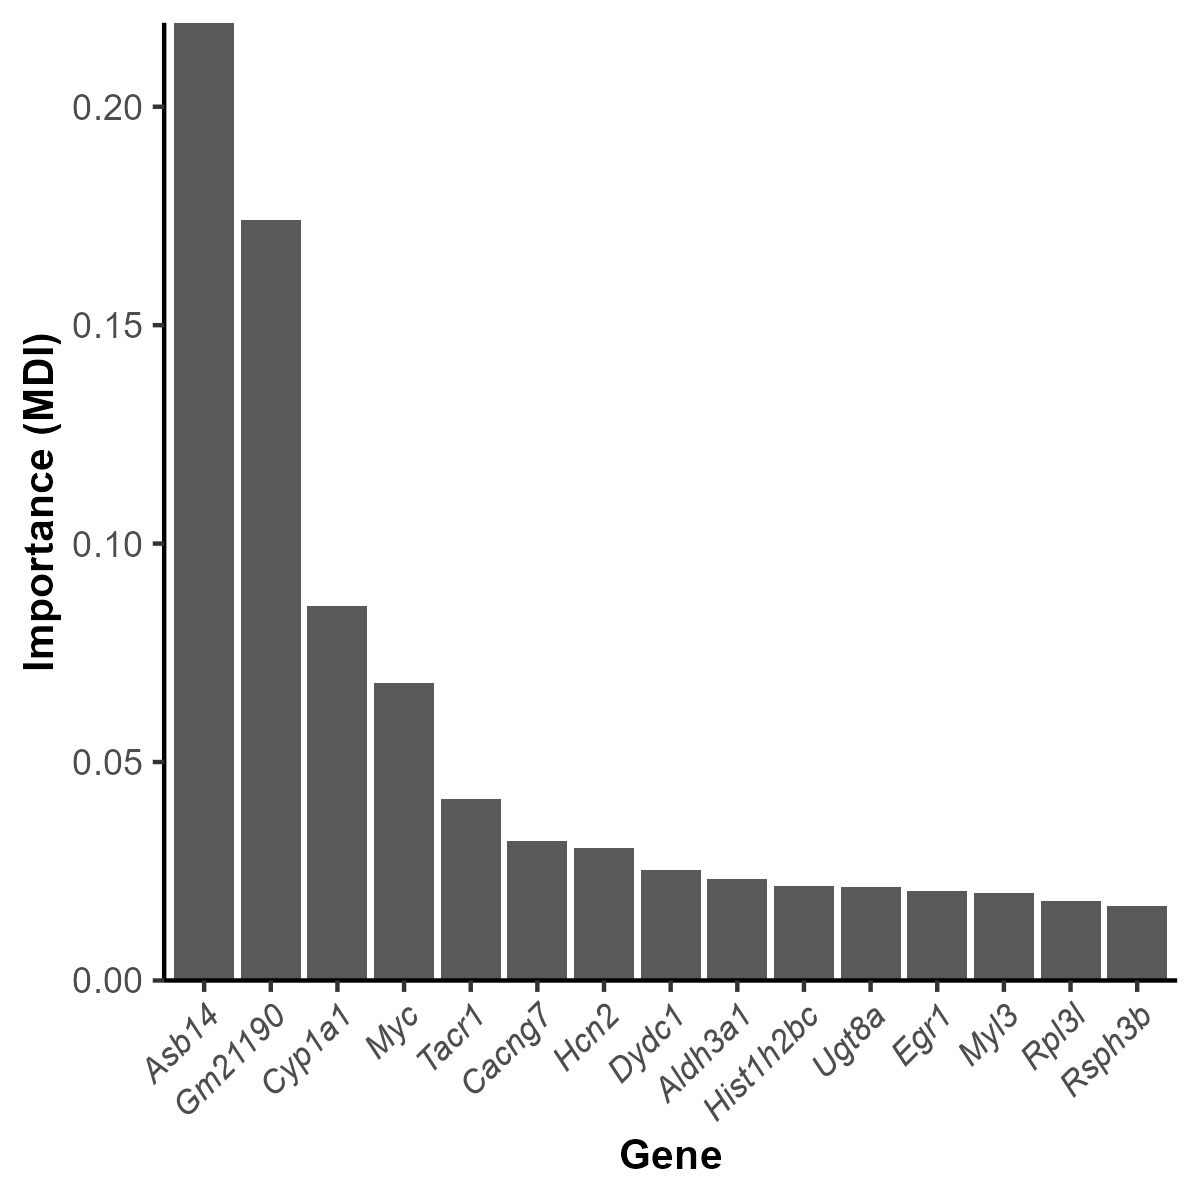 Importance (MDI)
0.20
0.15
0.10
0.05
0.00
Asb14
Gm21190
Cyp1a1
Myc
Tacr1
Cacng7
Hcn2
Dydc1
Aldh3a1
Hist1h2bc
Ugt8a
Egr1
Myl3
Rpl3l
Rsph3b
Gene